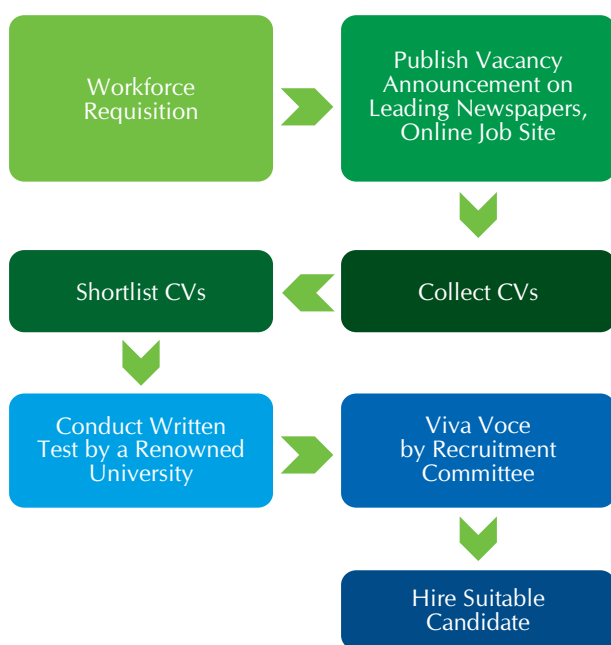 Workforce
Requisition
Publish Vacancy
Announcement on
Leading Newspapers,
Online Job Site
Collect CVs
Shortlist CVs
Conduct Written
Test by a Renowned
University
Viva Voce
by Recruitment
Committee
Hire Suitable
Candidate